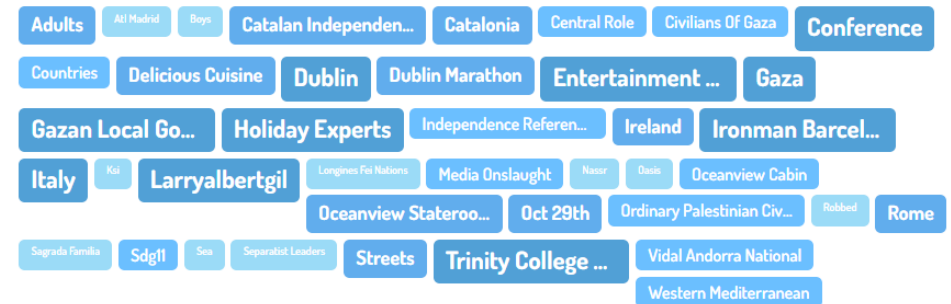 Adults Atl Madrid Boys Catalan Independen... Catalonia Central Role Civilians Of Gaza Conference
Countries Delicious Cuisine Dublin Dublin Marathon Entertainment ... Gaza
Gazan Local Go... Holiday Experts Independence Referen... Ireland Ironman Barcel...
Italy Ksi Larryalbertgil Longines Fei Nations Media Onslaught Nassr Oasis Oceanview Cabin
Oceanview Stateroo... Oct 29th Ordinary Palestinian Civ... Robbed Rome
Sagrada Familia Sdg11 Sea Separatist Leaders Streets Trinity College ... Vidal Andorra National
Western Mediterranean